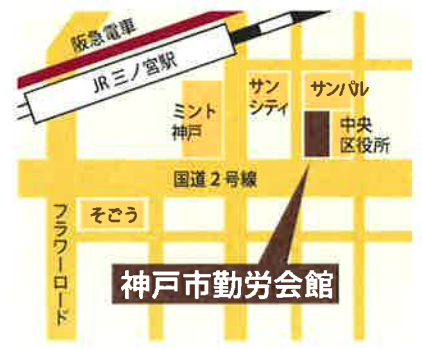 阪急電車
JR三ノ宮駅
ミント
神戸
サン
シティ
サンパル
中央
区役所
国道2号線
そごう
フラワーロード
神戸市勤労会館